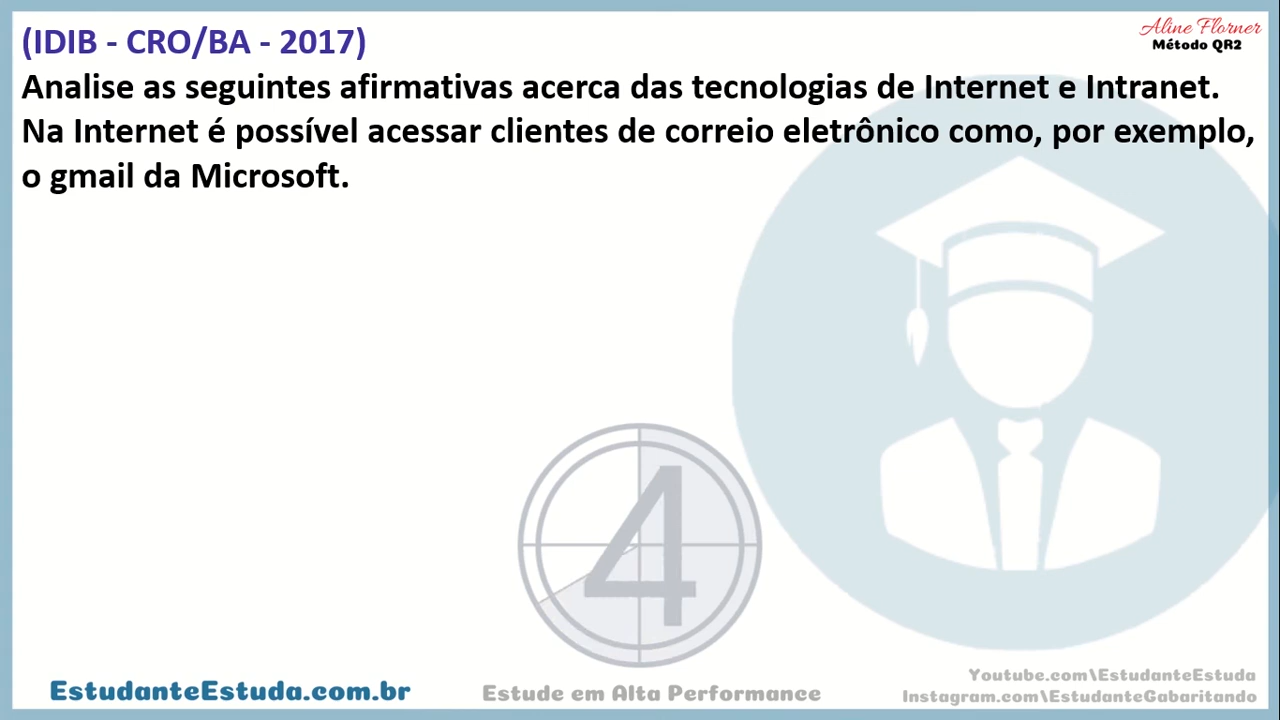 (IDIB - CRO/BA - 2017)
Aline Florner
Método QR2
Analise as seguintes afirmativas acerca das tecnologias de Internet e Intranet.
Na Internet é possível acessar clientes de correio eletrônico como, por exemplo,
o gmail da Microsoft.
4
EstudanteEstuda.com.br
Estude em Alta Performance
Youtube.com\EstudanteEstuda
Instagram.com\EstudanteGabaritando